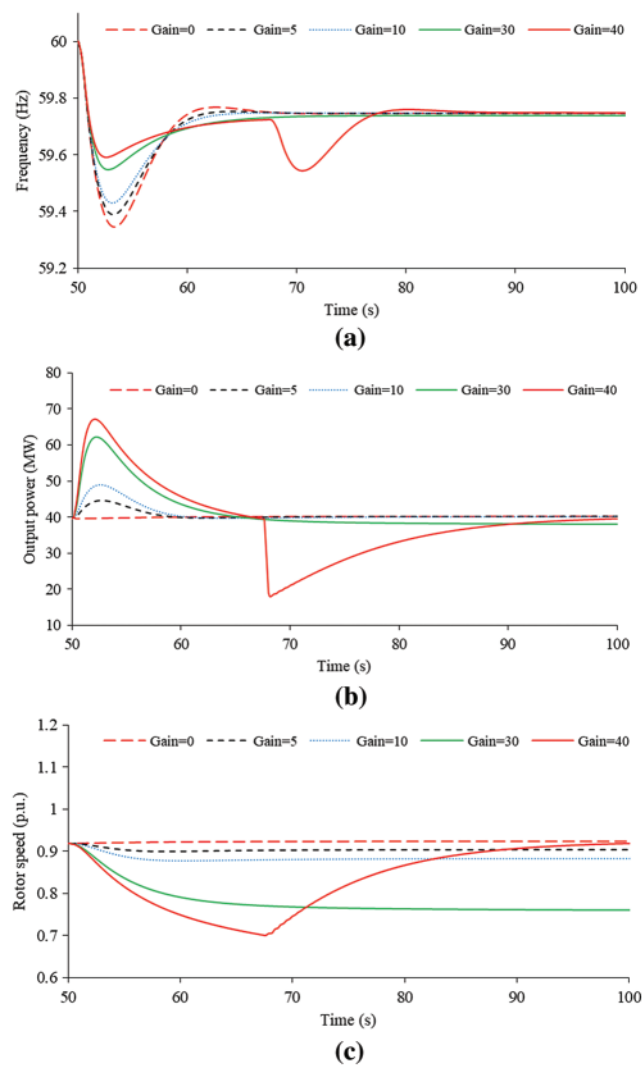 Gain=0 Gain=5 Gain=10 Gain=30 Gain=40
60
59.8
59.6
59.4
59.2
Frequency (Hz)
50 60 70 80 90 100
Time (s)
(a)
Gain=0 Gain=5 Gain=10 Gain=30 Gain=40
80
70
60
50
40
30
20
10
Output power (MW)
50 60 70 80 90 100
Time (s)
(b)
Gain=0 Gain=5 Gain=10 Gain=30 Gain=40
1.2
1.1
1
0.9
0.8
0.7
0.6
Rotor speed (p.u.)
50 60 70 80 90 100
Time (s)
(c)